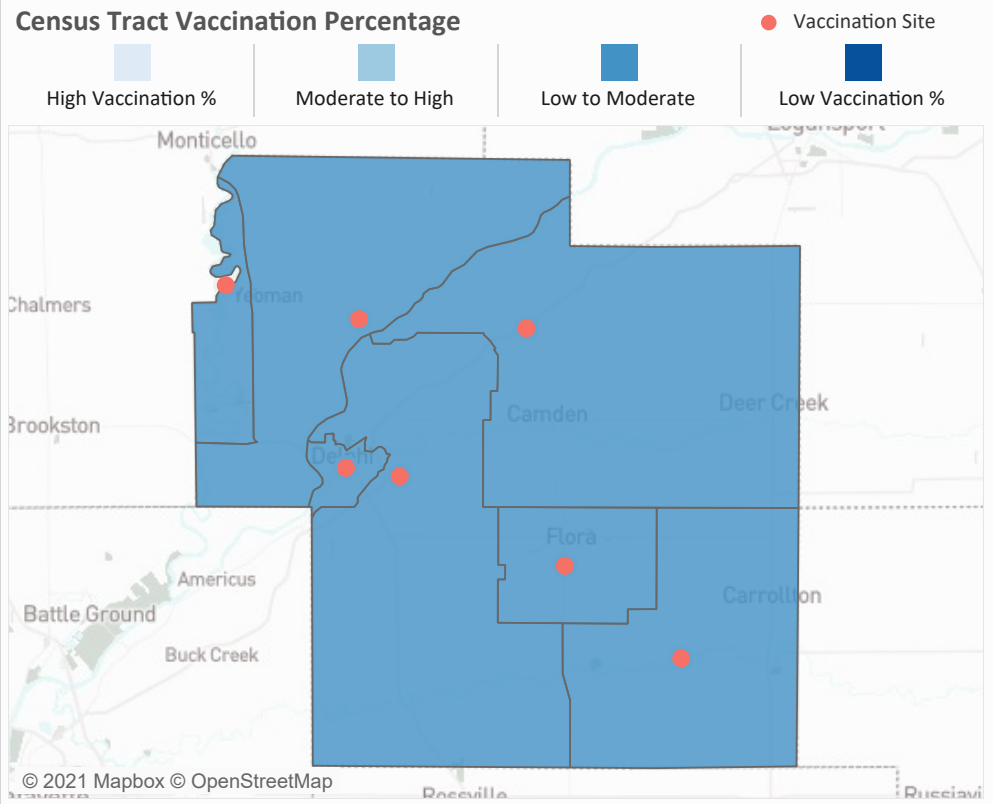 Census Tract Vaccination Percentage
Vaccination Site
High Vaccination %
Moderate to High
Low to Moderate
Low Vaccination %
Logansport
Monticello
Yeoman
Chalmers
Deer Creek
Camden
Brookston
Delphi
Flora
Americus
Carrollton
Battle Ground
Buck Creek
© 2021 Mapbox © OpenStreetMap
Rossville
Russiavi